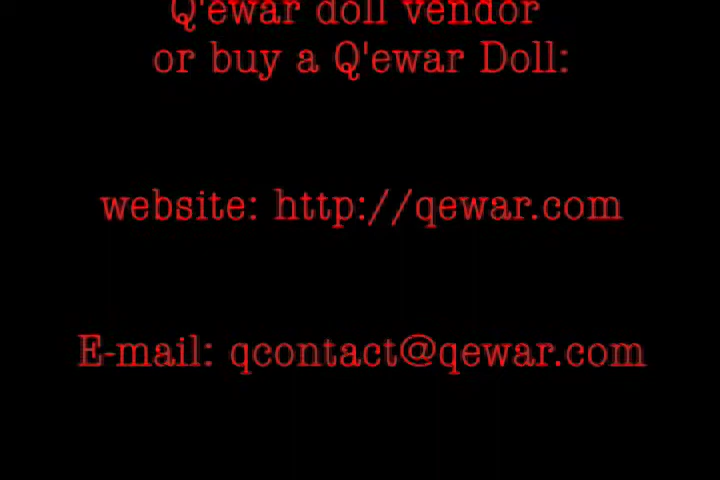 Q'ewar doll vendor
or buy a Q'ewar Doll:
website: http://qewar.com
E-mail: qcontact@qewar.com